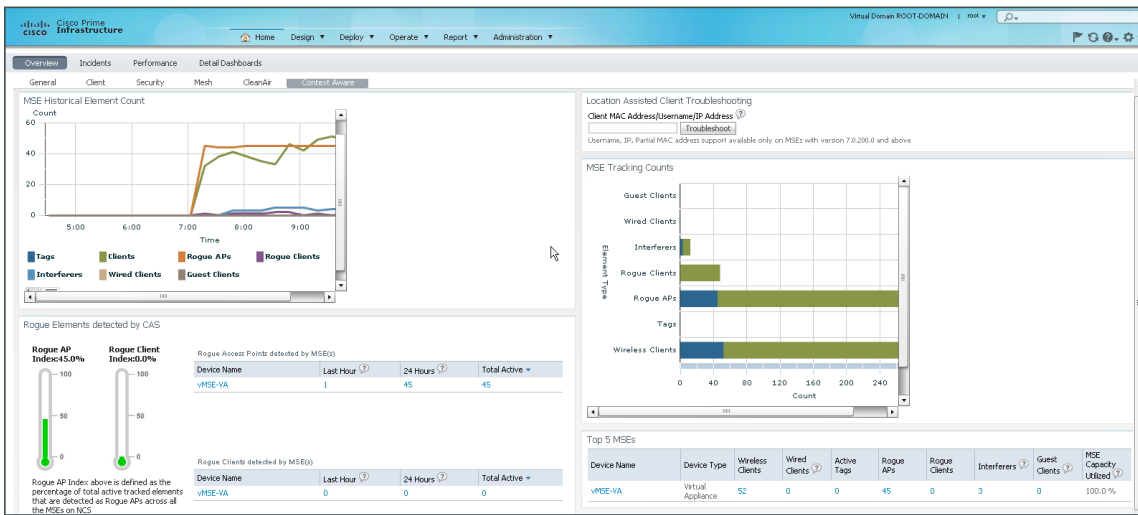 Virtual Domain ROOT-DOMAIN | root
Cisco Prime
CISCO Infrastructure
Home Design Deploy Operate Report Administration
Overview Incidents Performance Detail Dashboards
General Client Security Mesh CleanAir Context Aware
MSE Historical Element Count
Count
60
40
20
0
5:00 6:00 7:00 8:00 9:00
Time
Tags Clients Rogue APs Rogue Clients
Interferers Wired Clients Guest Clients
Rogue Elements detected by CAS
Rogue AP Index:45.0%
Rogue Client Index:0.0%
100
50
0
100
50
0
Rogue AP Index above is defined as the
percentage of total active tracked elements
that are detected as Rogue APs across all
the MSEs on NCS
Rogue Access Points detected by MSE(s)
Device Name Last Hour ? 24 Hours ? Total Active
vMSE-VA 1 45 45
Rogue Clients detected by MSE(s)
Device Name Last Hour ? 24 Hours ? Total Active
vMSE-VA 0 0 0
Location Assisted Client Troubleshooting
Client MAC Address/Username/IP Address ?
Troubleshoot
Username, IP, Partial MAC address support available only on MSEs with version 7.0.200.0 and above
MSE Tracking Counts
Element Type
Guest Clients
Wired Clients
Interferers
Rogue Clients
Rogue APs
Tags
Wireless Clients
0 40 80 120 160 200 240
Count
Top 5 MSEs
Device Name Device Type Wireless Clients Wired Clients ? Active Tags Rogue APs Rogue Clients Interferers ? Guest Clients ? MSE Capacity Utilized ?
vMSE-VA Virtual Appliance 52 0 0 45 0 3 0 100.0 %